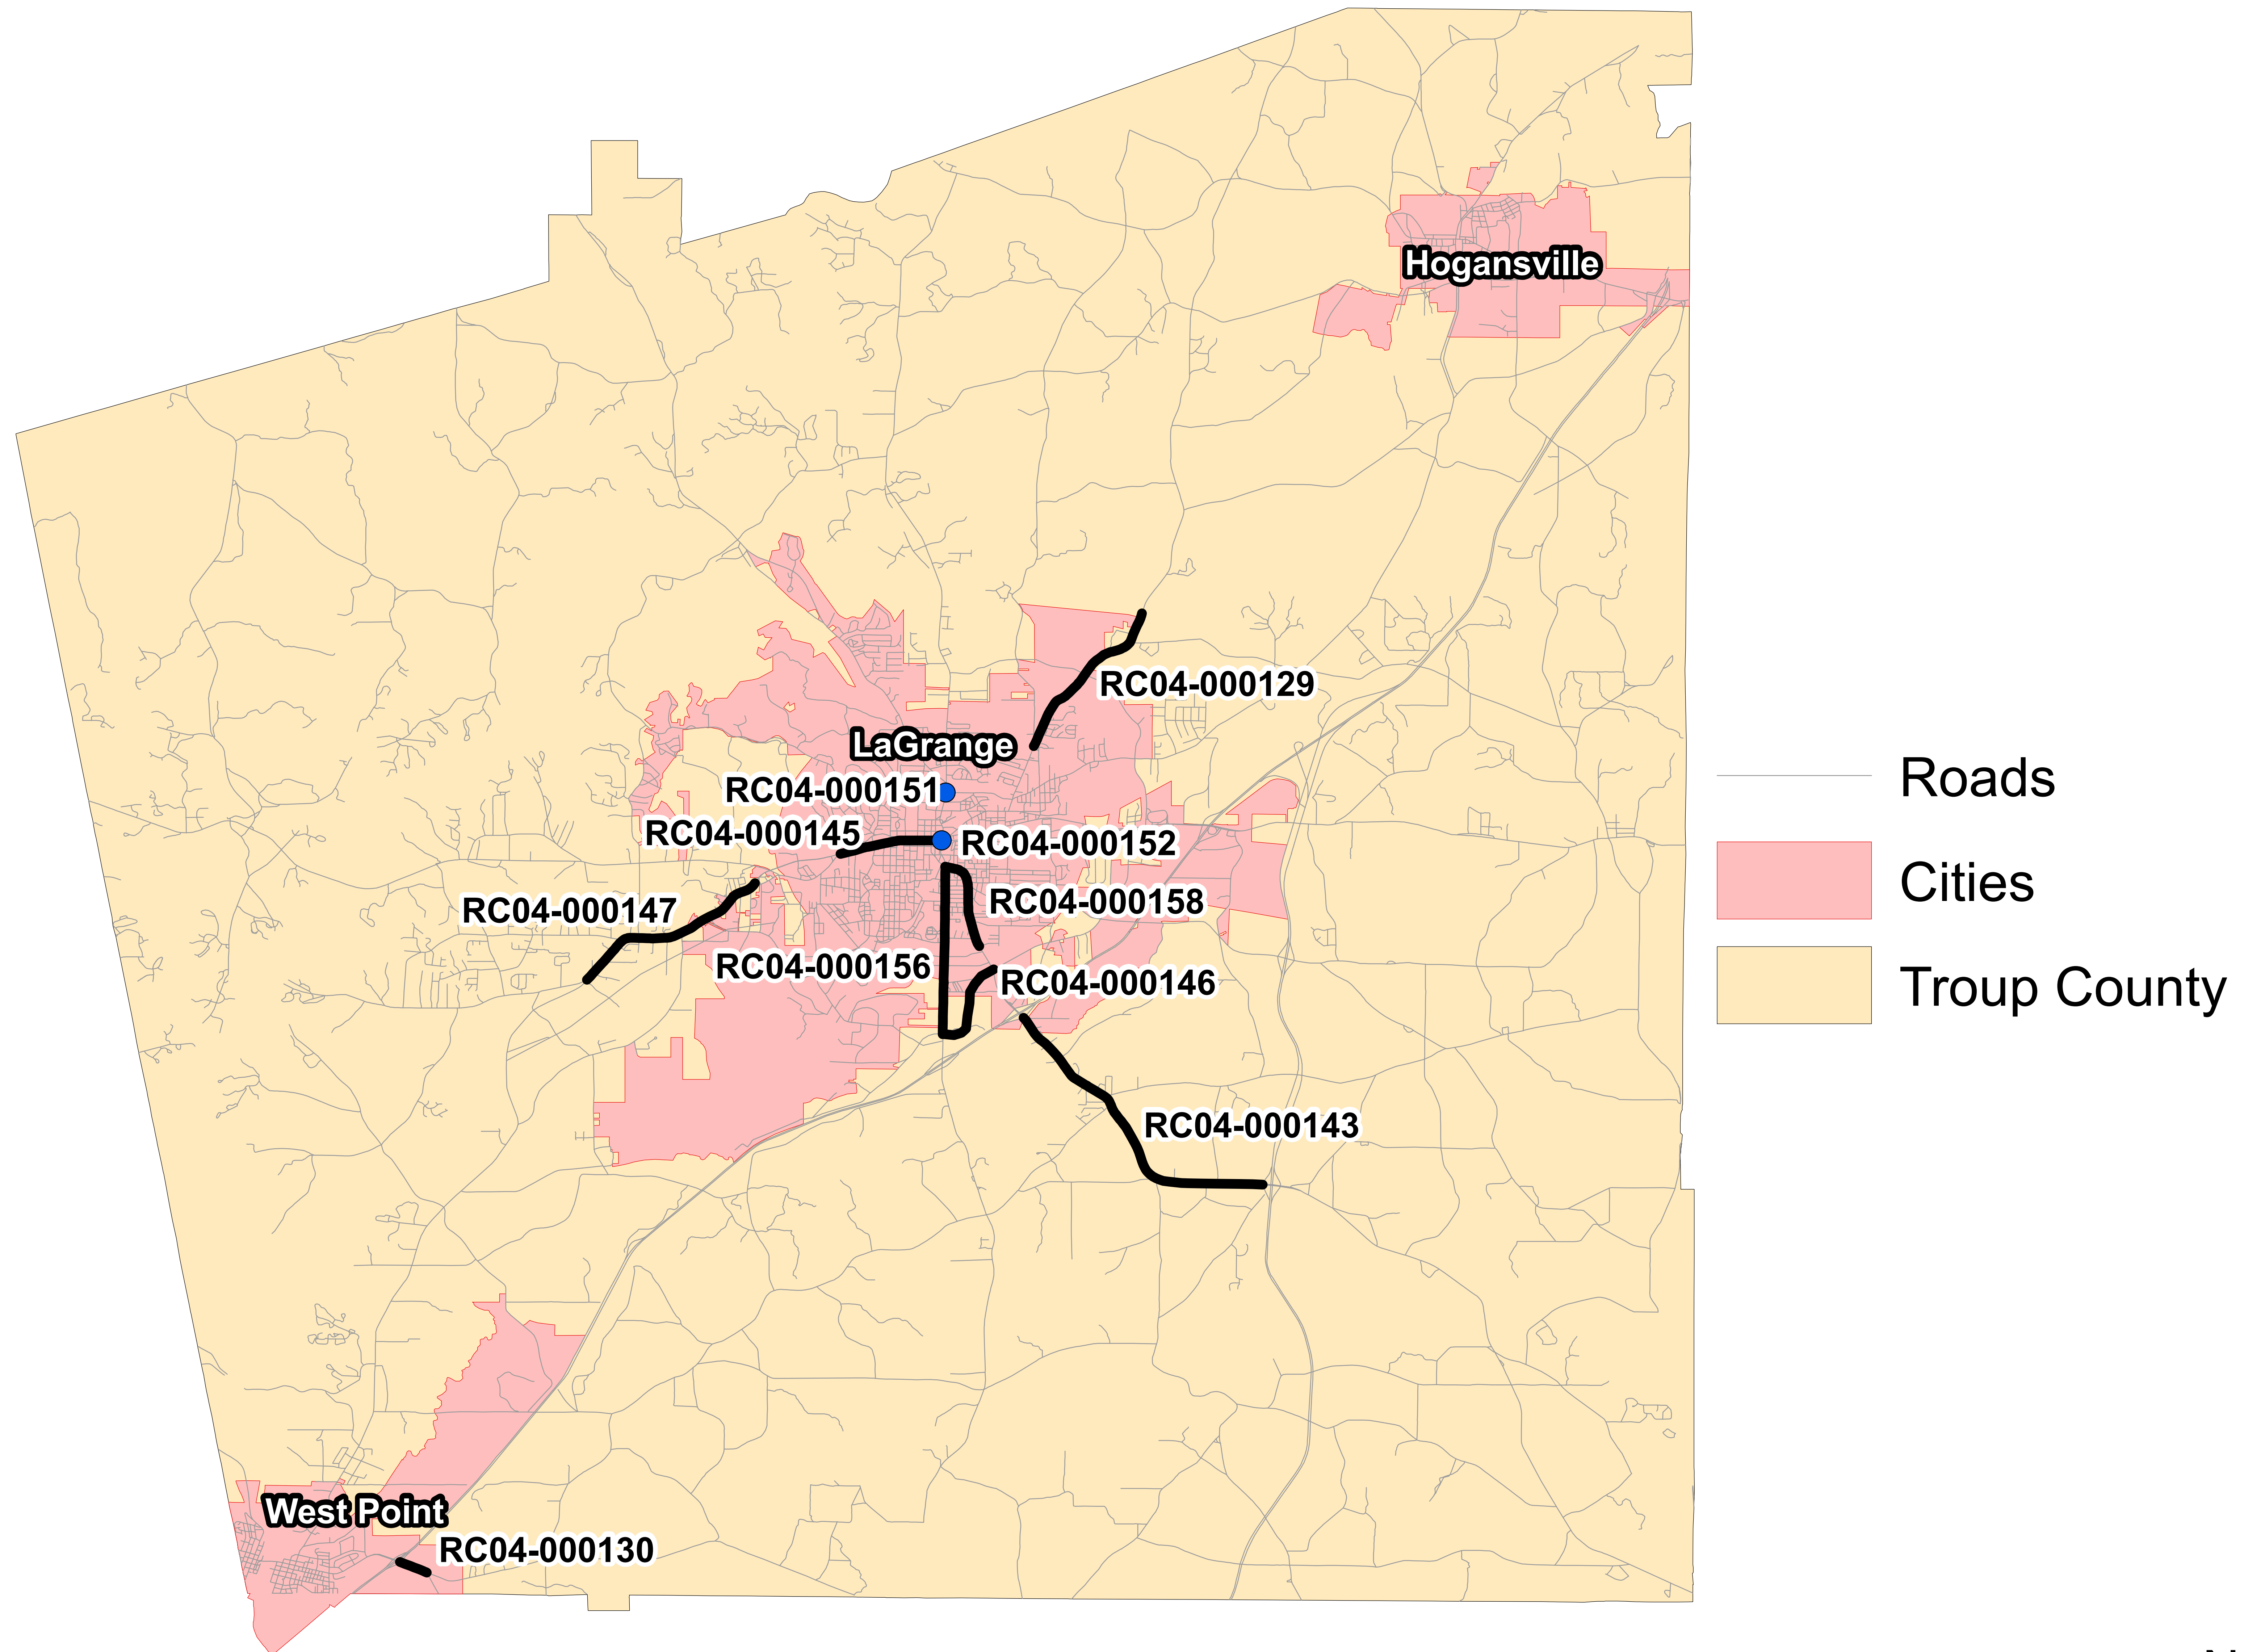 Hogansville
RC04-000129
LaGrange
RC04-000151
RC04-000145
RC04-000152
RC04-000158
RC04-000147
RC04-000156
RC04-000146
RC04-000143
West Point
RC04-000130
Roads
Cities
Troup County